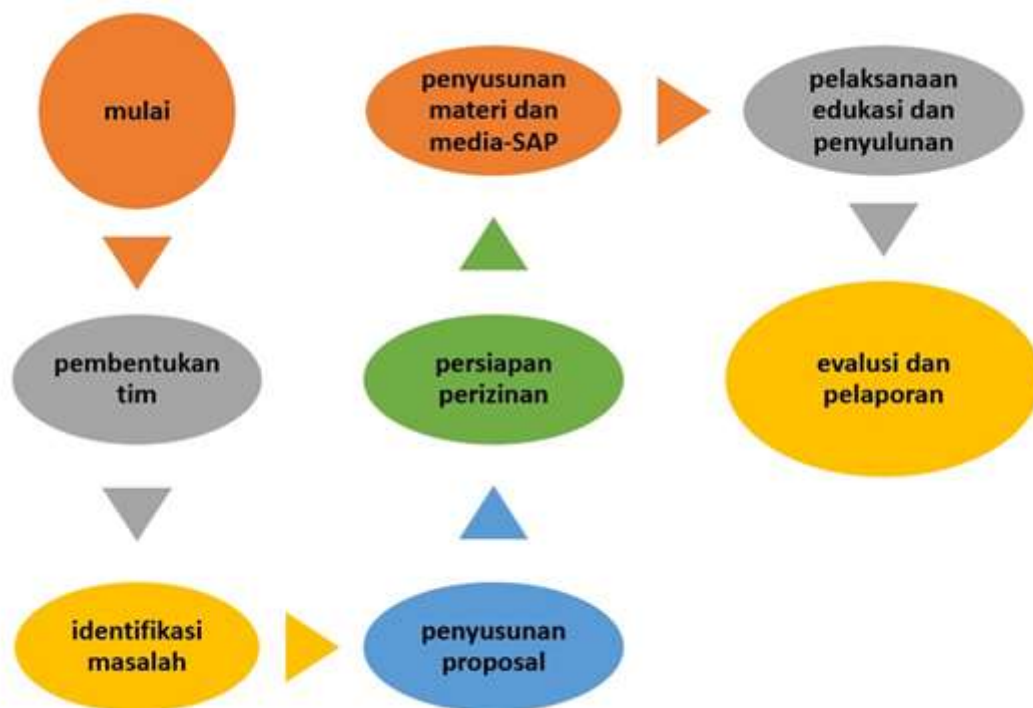 mulai
pembentukan
tim
identifikasi
masalah
penyusunan
proposal
persiapan
perizinan
penyusunan
materi dan
media-SAP
pelaksanaan
edukasi dan
penyulunan
evalusi dan
pelaporan